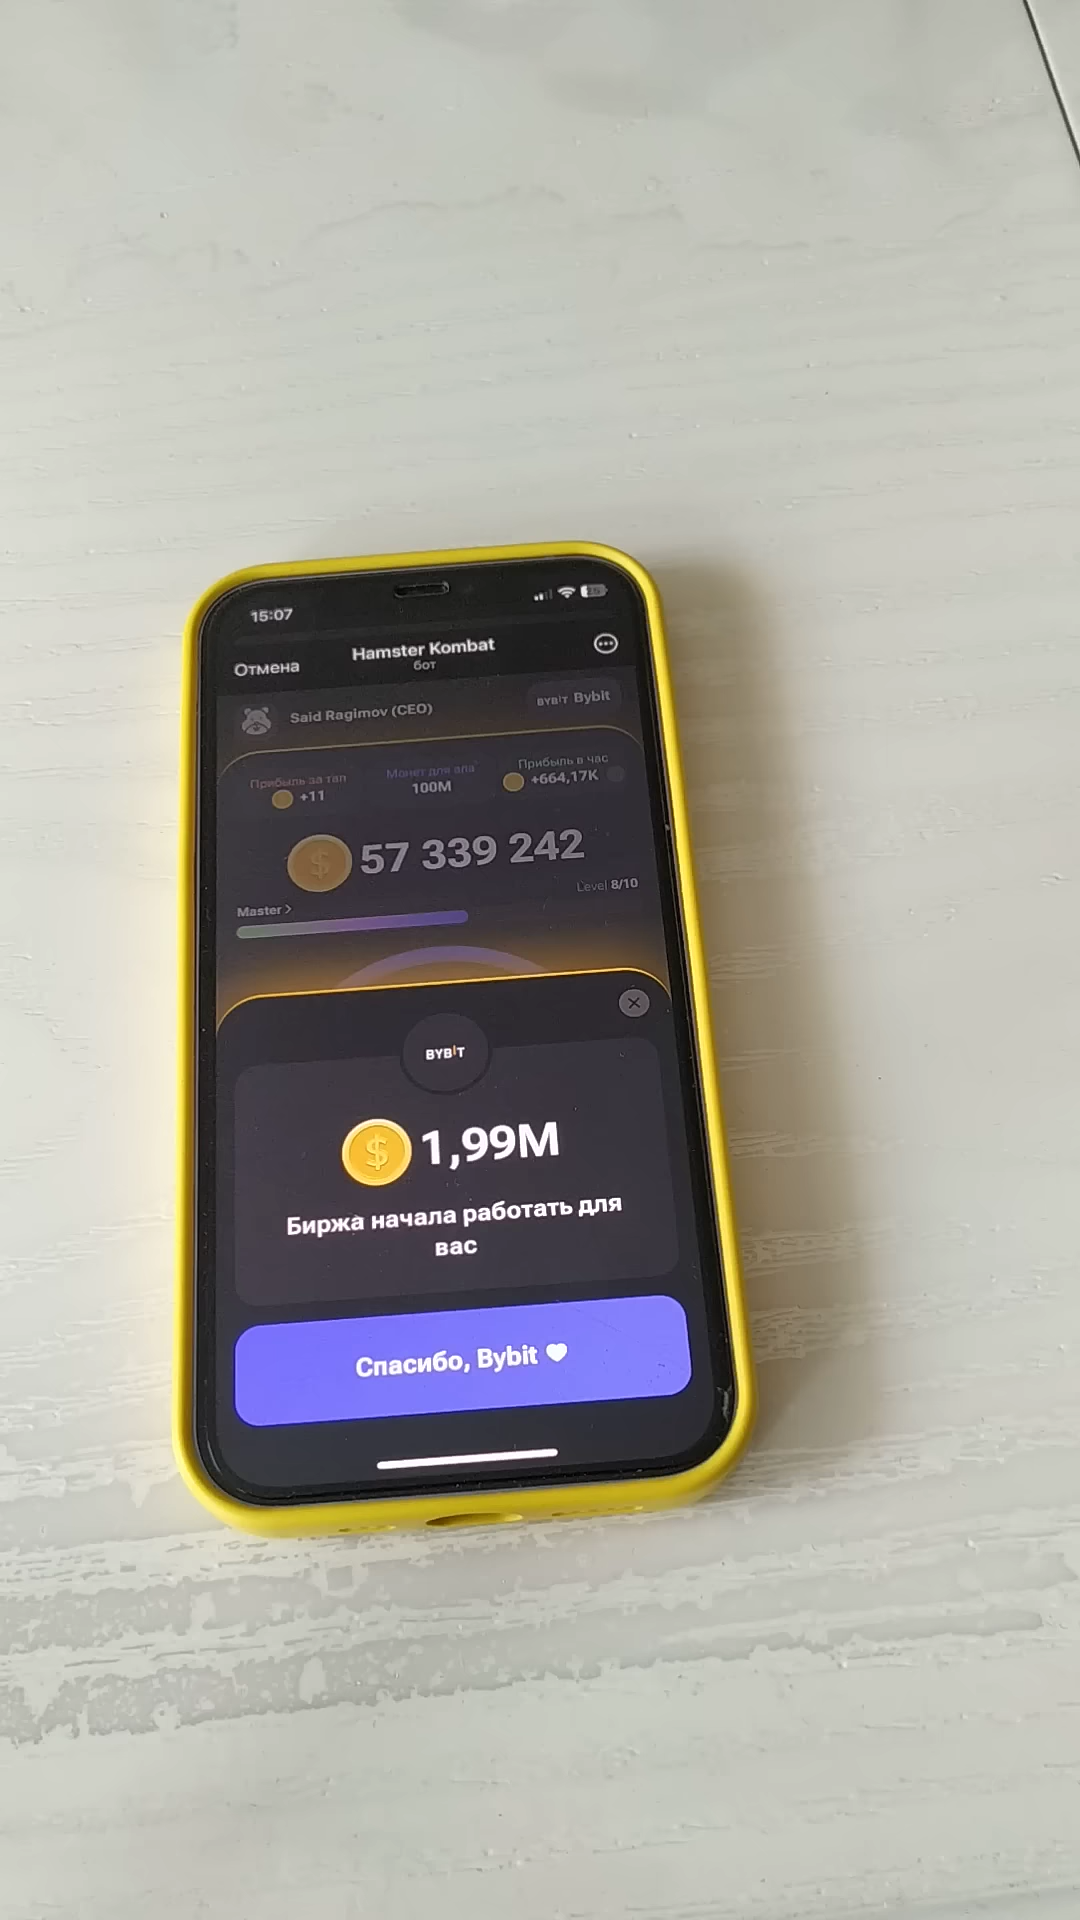 15:07
Отмена
Hamster Kombat
бот
Said Ragimov (CEO)
BYBIT Bybit
Прибыль за тап
+11
Монет для апа
100M
Прибыль в час
+664,17K
57 339 242
Level 8/10
Master >
BYBIT
1,99M
Биржа начала работать для
вас
Спасибо, Bybit